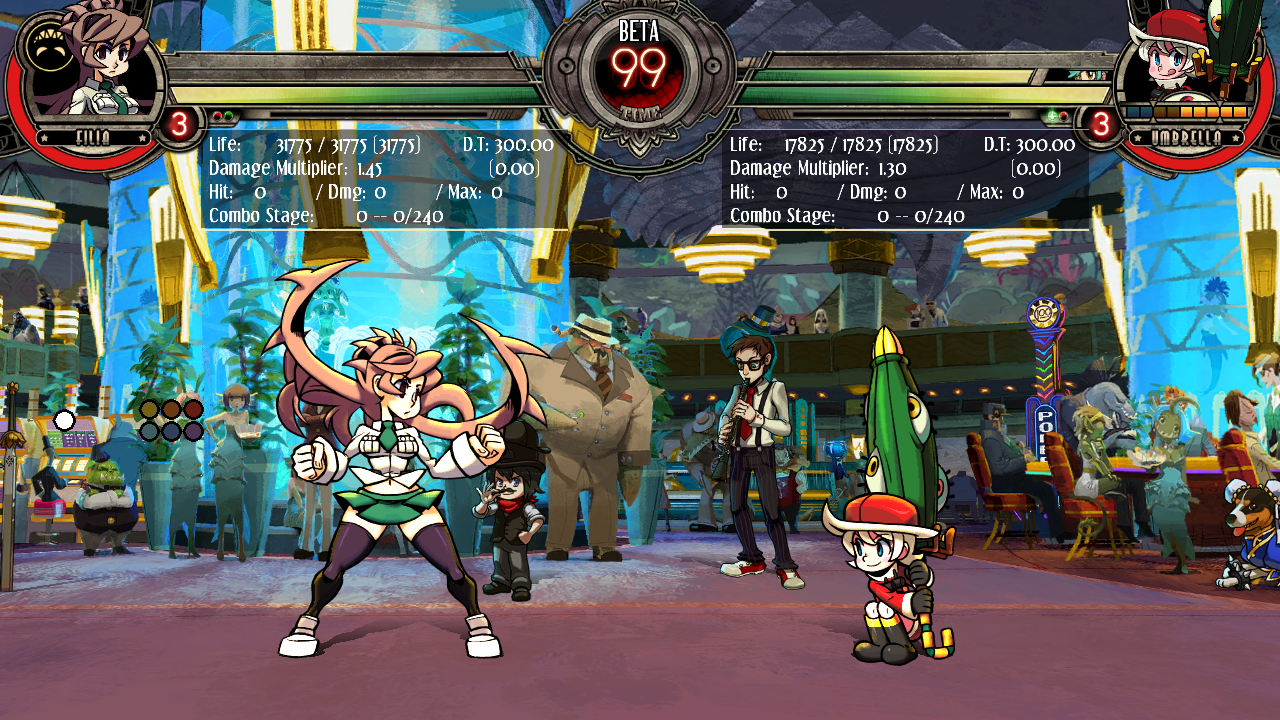 BETA
99
TIME
FILIA
3
3
UMBRELLA
Life: 31775 / 31775 (31775) D.T: 300.00
Damage Multiplier: 1.45 (0.00)
Hit: 0 / Dmg: 0 / Max: 0
Combo Stage: 0 -- 0/240
Life: 17825 / 17825 (17825) D.T: 300.00
Damage Multiplier: 1.30 (0.00)
Hit: 0 / Dmg: 0 / Max: 0
Combo Stage: 0 -- 0/240
100
POKE